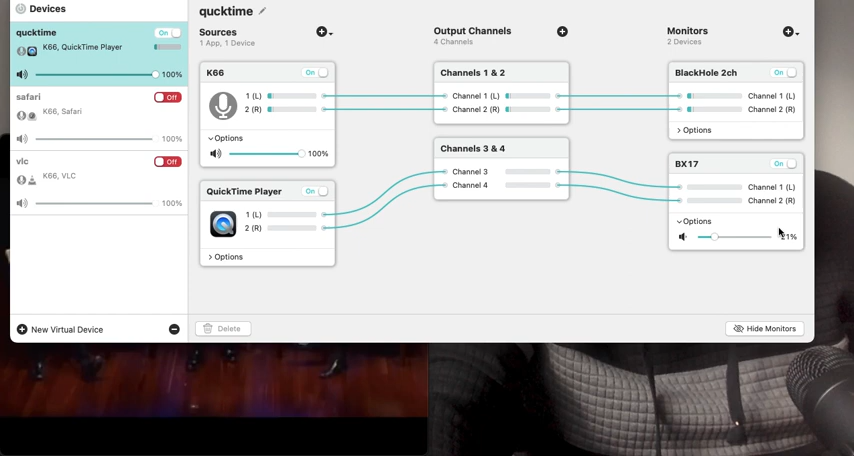 Devices
qucktime
On
K66, QuickTime Player
100%
safari
Off
K66, Safari
100%
vlc
Off
K66, VLC
100%
New Virtual Device
qucktime
Sources
1 App, 1 Device
K66
On
1 (L)
2 (R)
Options
100%
QuickTime Player
On
1 (L)
2 (R)
Options
Output Channels
4 Channels
Channels 1 & 2
Channel 1 (L)
Channel 2 (R)
Channels 3 & 4
Channel 3
Channel 4
Monitors
2 Devices
BlackHole 2ch
On
Channel 1 (L)
Channel 2 (R)
Options
BX17
On
Channel 1 (L)
Channel 2 (R)
Options
Delete
Hide Monitors